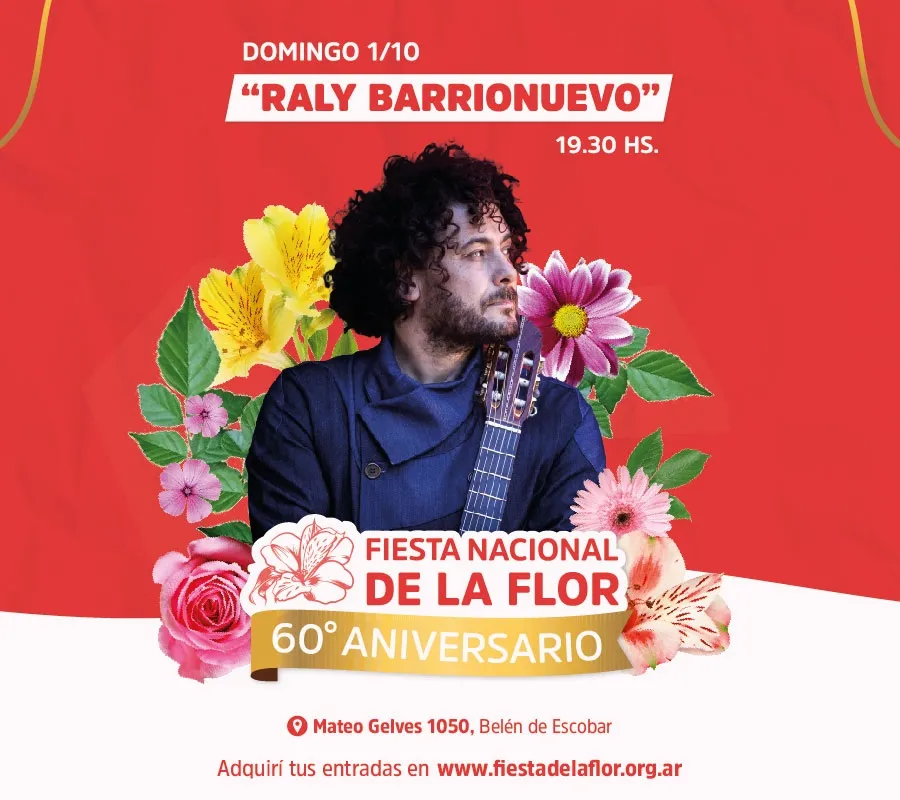 DOMINGO 1/10
“RALY BARRIONUEVO”
19.30 HS.
FIESTA NACIONAL
DE LA FLOR
60° ANIVERSARIO
Mateo Gelves 1050, Belén de Escobar
Adquirí tus entradas en www.fiestadelaflor.org.ar